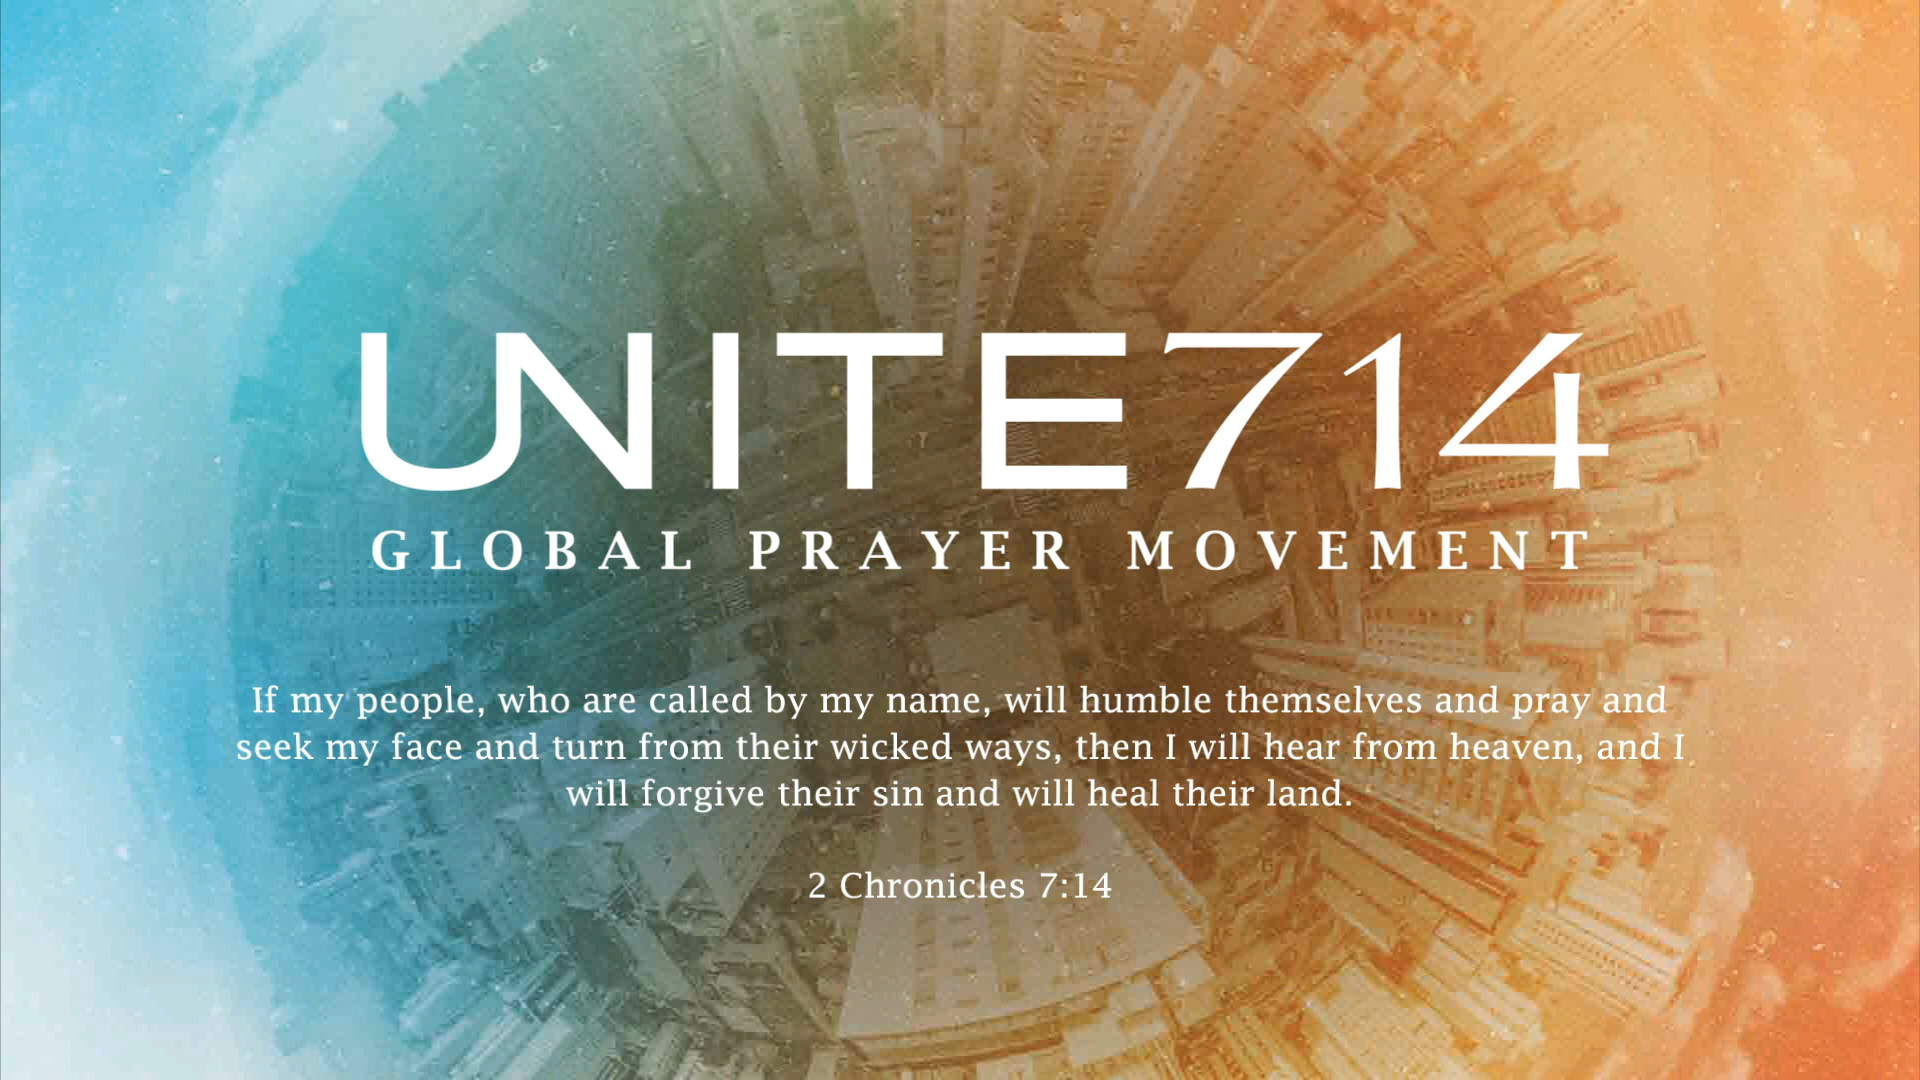 UNITE714
GLOBAL PRAYER MOVEMENT
If my people, who are called by my name, will humble themselves and pray and
seek my face and turn from their wicked ways, then I will hear from heaven, and I
will forgive their sin and will heal their land.
2 Chronicles 7:14